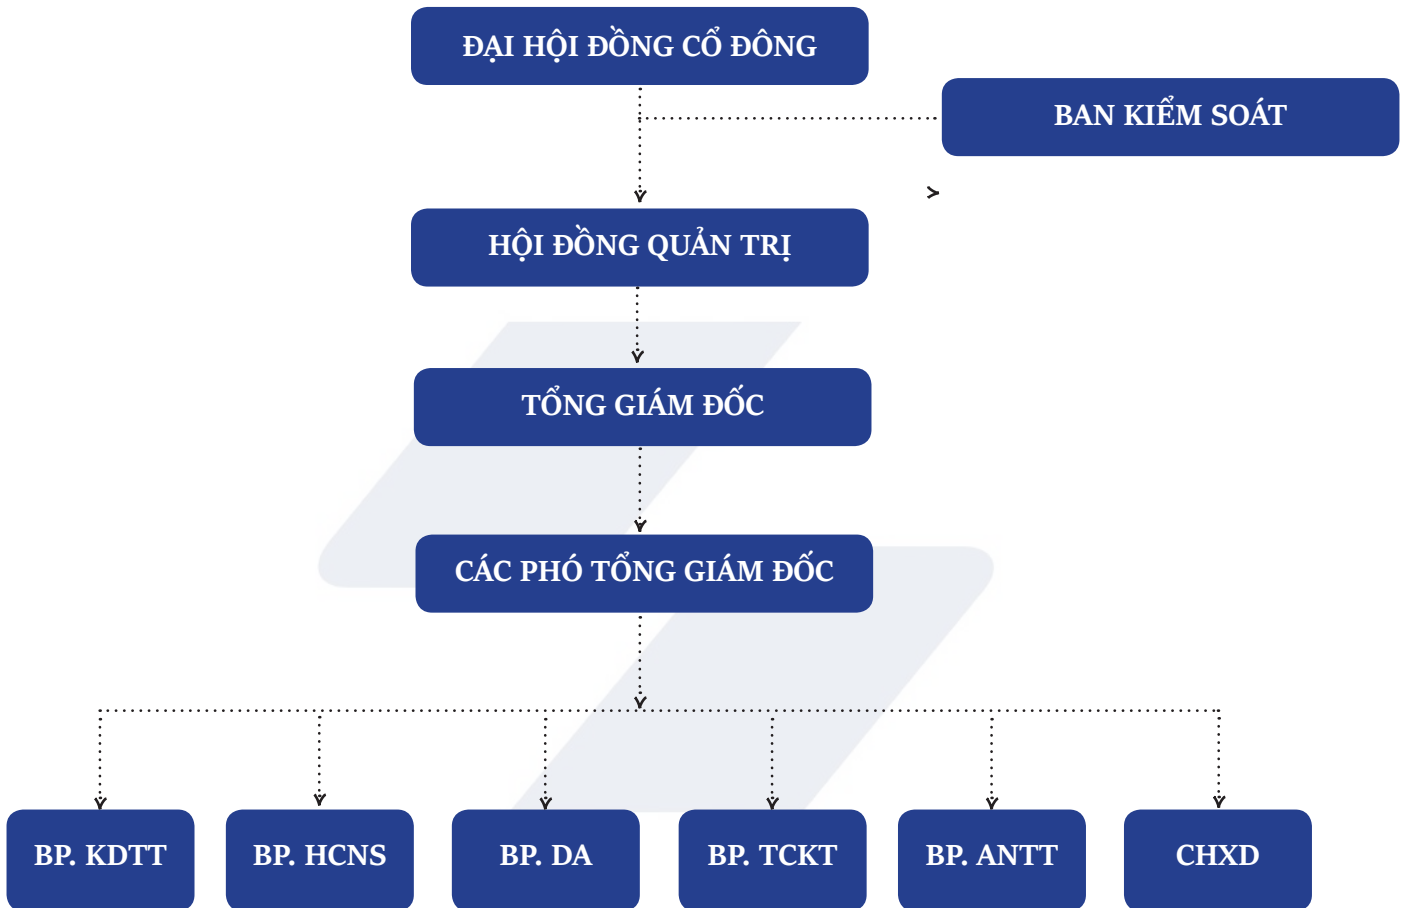 ĐẠI HỘI ĐỒNG CỔ ĐÔNG
BAN KIỂM SOÁT
HỘI ĐỒNG QUẢN TRỊ
TỔNG GIÁM ĐỐC
CÁC PHÓ TỔNG GIÁM ĐỐC
BP. KDTT
BP. HCNS
BP. DA
BP. TCKT
BP. ANTT
CHXD